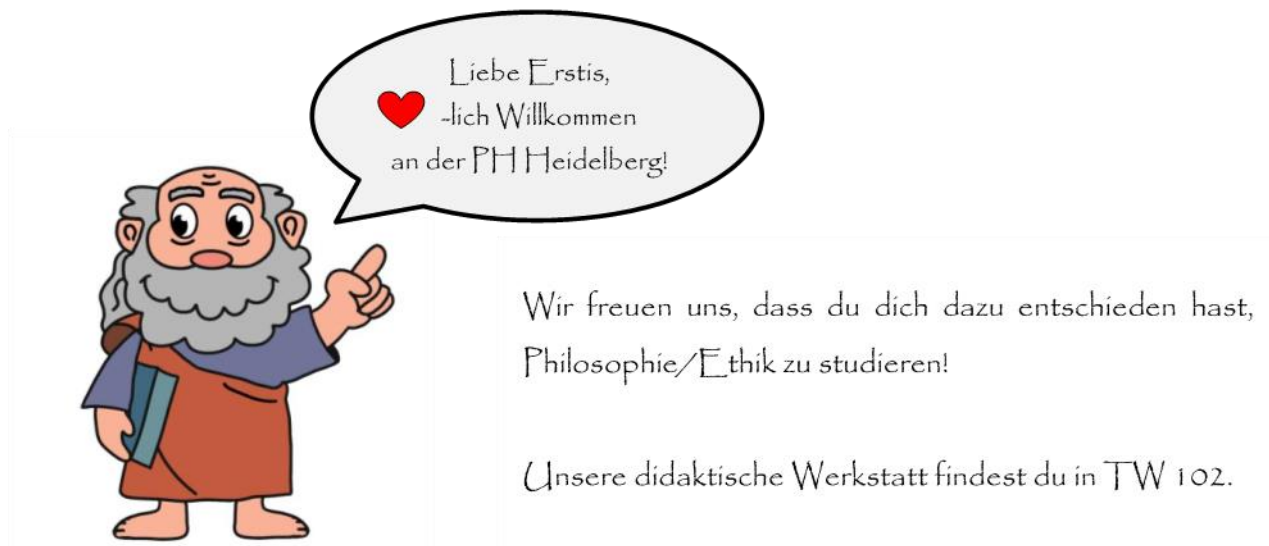 Liebe Erstis,
-lich Willkommen
an der PH Heidelberg!
Wir freuen uns, dass du dich dazu entschieden hast,
Philosophie/Ethik zu studieren!
Unsere didaktische Werkstatt findest du in TW 102.